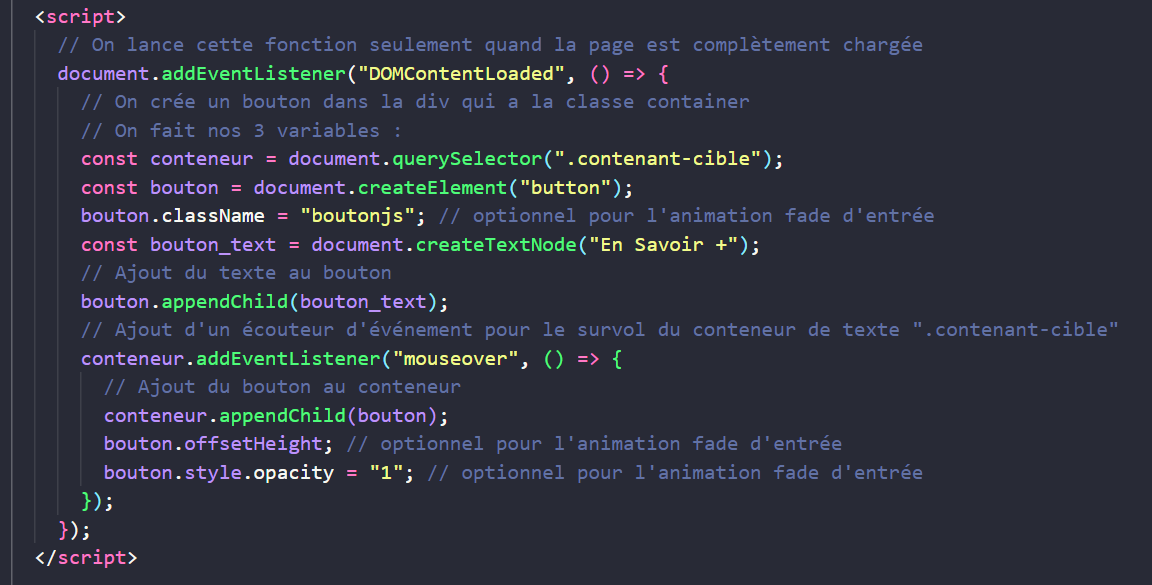 <script>
// On lance cette fonction seulement quand la page est complètement chargée
document.addEventListener("DOMContentLoaded", () => {
// On crée un bouton dans la div qui a la classe container
// On fait nos 3 variables :
const conteneur = document.querySelector(".contenant-cible");
const bouton = document.createElement("button");
bouton.className = "boutonjs"; // optionnel pour l'animation fade d'entrée
const bouton_text = document.createTextNode("En Savoir +");
// Ajout du texte au bouton
bouton.appendChild(bouton_text);
// Ajout d'un écouteur d'événement pour le survol du conteneur de texte ".contenant-cible"
conteneur.addEventListener("mouseover", () => {
// Ajout du bouton au conteneur
conteneur.appendChild(bouton);
bouton.offsetHeight; // optionnel pour l'animation fade d'entrée
bouton.style.opacity = "1"; // optionnel pour l'animation fade d'entrée
});
});
</script>